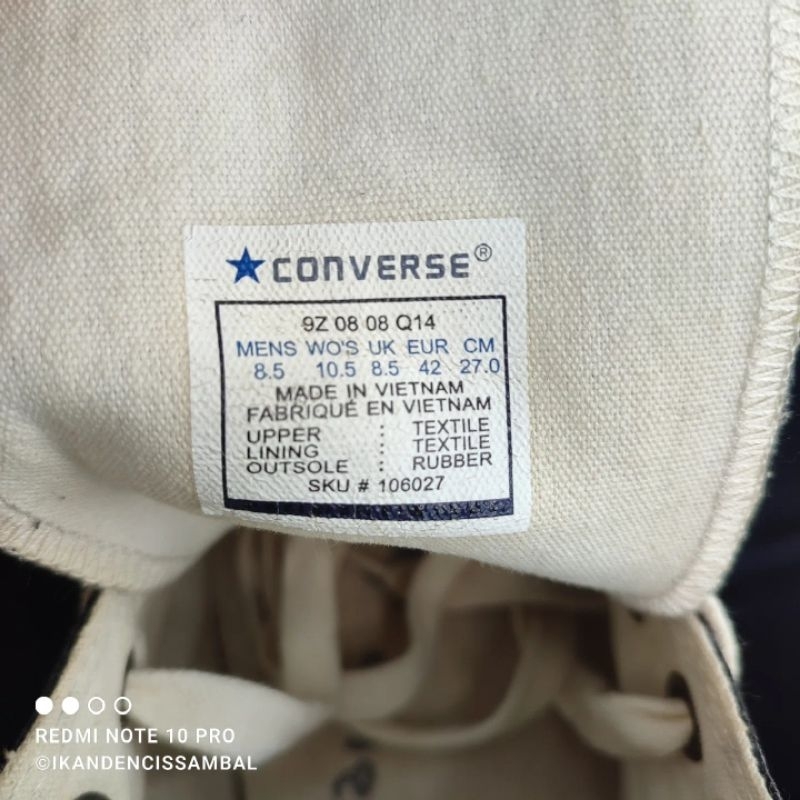 CONVERSE®
9Z 08 08 Q14
MENS WO'S UK EUR CM
8.5 10.5 8.5 42 27.0
MADE IN VIETNAM
FABRIQUÉ EN VIETNAM
UPPER : TEXTILE
LINING : TEXTILE
OUTSOLE : RUBBER
SKU # 106027
REDMI NOTE 10 PRO
©IKANDENCISSAMBAL